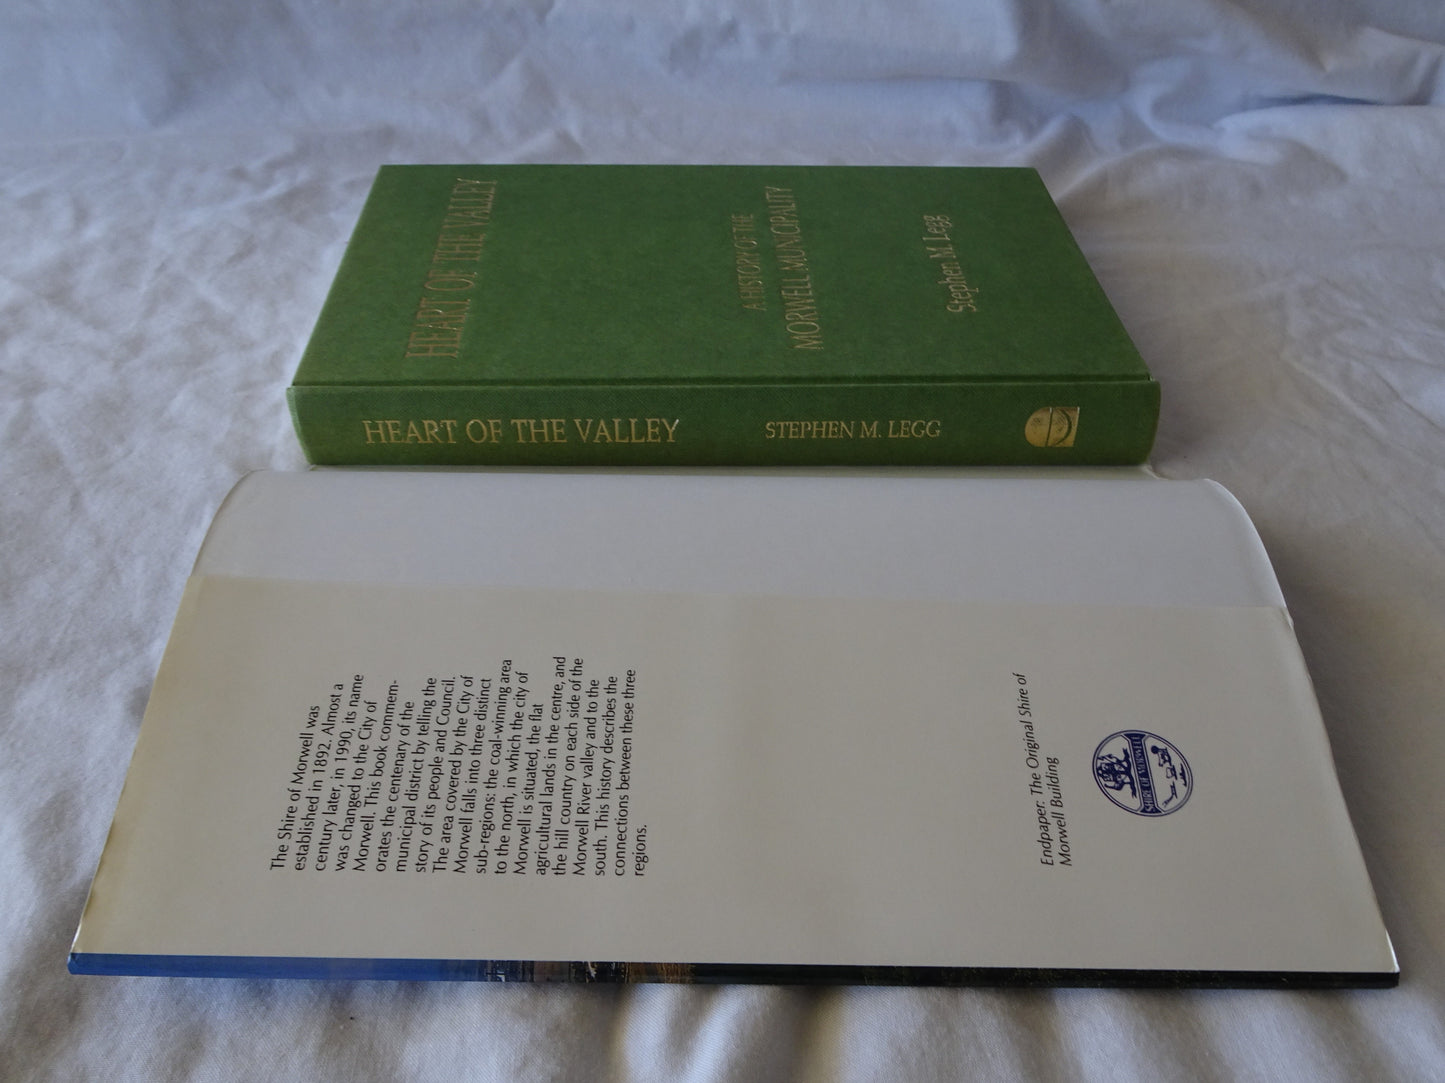 HEART OF THE VALLEY
A HISTORY OF THE
MORWELL MUNICIPALITY
Stephen M. Legg
HEART OF THE VALLEY
STEPHEN M. LEGG
The Shire of Morwell was
established in 1892. Almost a
century later, in 1990, its name
was changed to the City of
Morwell. This book commem-
orates the centenary of the
municipal district by telling the
story of its people and Council.
The area covered by the City of
Morwell falls into three distinct
sub-regions: the coal-winning area
to the north, in which the city of
Morwell is situated, the flat
agricultural lands in the centre, and
the hill country on each side of the
Morwell River valley and to the
south. This history describes the
connections between these three
regions.
Endpaper: The Original Shire of
Morwell Building
SHIRE OF MORWELL